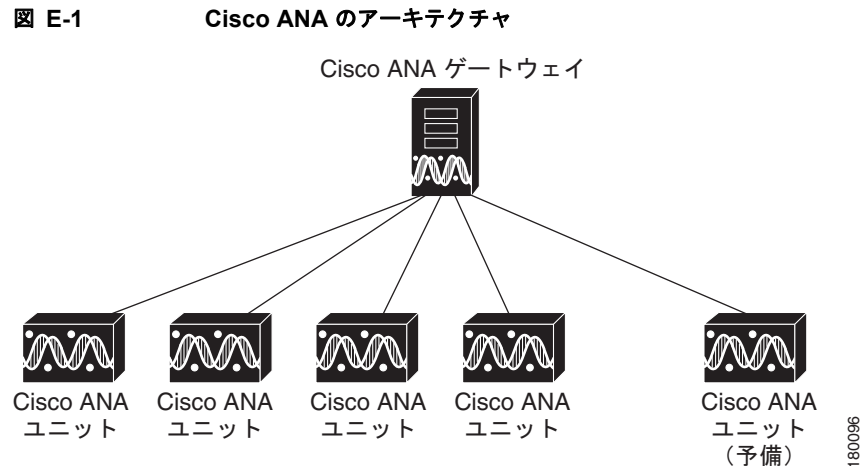 図 E-1 Cisco ANA のアーキテクチャ
Cisco ANA ゲートウェイ
Cisco ANA
ユニット
Cisco ANA
ユニット
Cisco ANA
ユニット
Cisco ANA
ユニット
Cisco ANA
ユニット
（予備）
180096